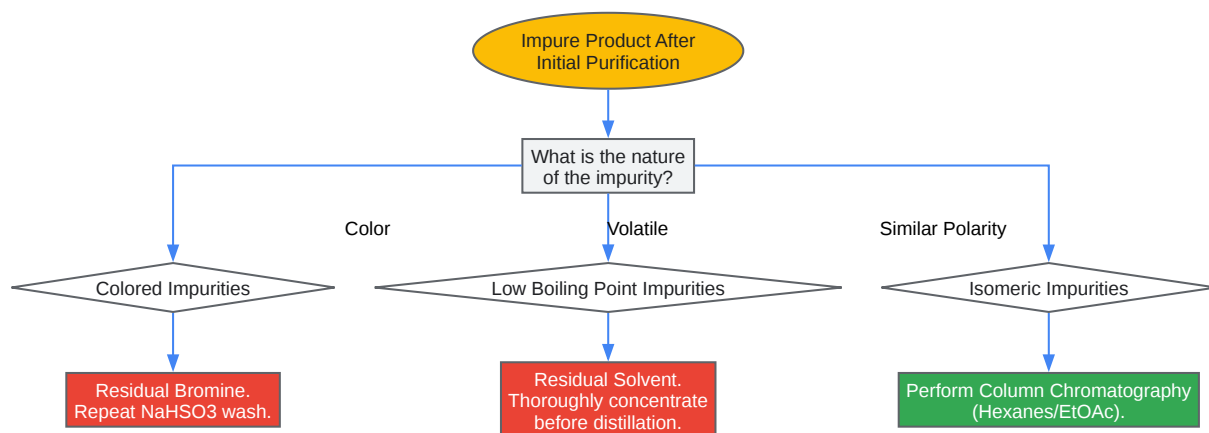 Impure Product After
Initial Purification
What is the nature
of the impurity?
Color
Volatile
Similar Polarity
Colored Impurities
Low Boiling Point Impurities
Isomeric Impurities
Residual Bromine.
Repeat NaHSO3 wash.
Residual Solvent.
Thoroughly concentrate
before distillation.
Perform Column Chromatography
(Hexanes/EtOAc).